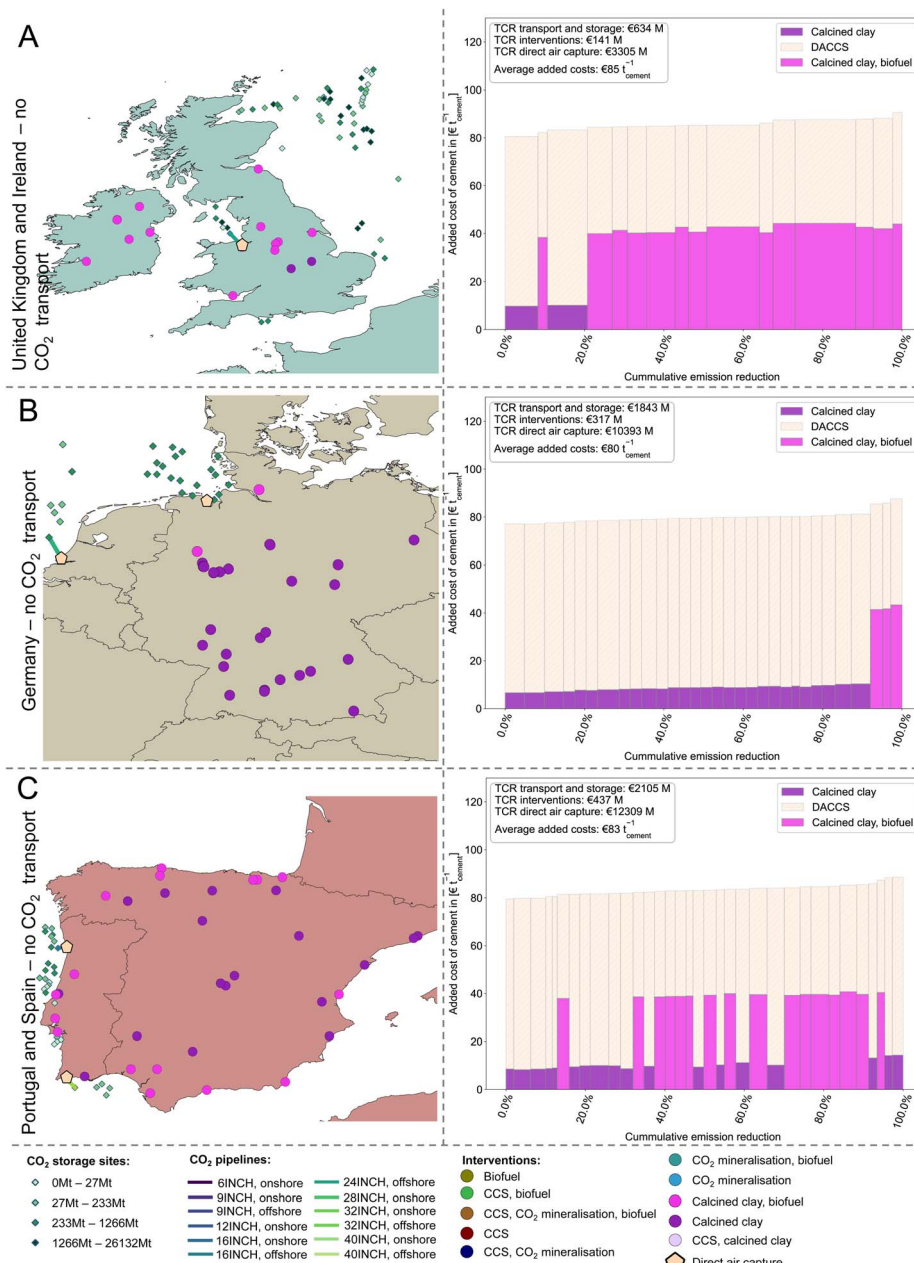 A
United Kingdom and Ireland – no
CO2 transport
TCR transport and storage: €634 M
TCR interventions: €141 M
TCR direct air capture: €3305 M
Average added costs: €85 t−1cement
Calcined clay
DACCS
Calcined clay, biofuel
Added cost of cement in [€ t−1cement]
120
100
80
60
40
20
0
0.0%
20.0%
40.0%
60.0%
80.0%
100.0%
Cummulative emission reduction
B
Germany – no CO2 transport
TCR transport and storage: €1843 M
TCR interventions: €317 M
TCR direct air capture: €10393 M
Average added costs: €80 t−1cement
Calcined clay
DACCS
Calcined clay, biofuel
Added cost of cement in [€ t−1cement]
120
100
80
60
40
20
0
0.0%
20.0%
40.0%
60.0%
80.0%
100.0%
Cummulative emission reduction
C
Portugal and Spain – no CO2 transport
TCR transport and storage: €2105 M
TCR interventions: €437 M
TCR direct air capture: €12309 M
Average added costs: €83 t−1cement
Calcined clay
DACCS
Calcined clay, biofuel
Added cost of cement in [€ t−1cement]
120
100
80
60
40
20
0
0.0%
20.0%
40.0%
60.0%
80.0%
100.0%
Cummulative emission reduction
CO2 storage sites:
0Mt – 27Mt
27Mt – 233Mt
233Mt – 1266Mt
1266Mt – 26132Mt
CO2 pipelines:
6INCH, onshore
9INCH, onshore
9INCH, offshore
12INCH, onshore
16INCH, onshore
16INCH, offshore
24INCH, offshore
28INCH, onshore
32INCH, onshore
32INCH, offshore
40INCH, onshore
40INCH, offshore
Interventions:
Biofuel
CCS, biofuel
CCS, CO2 mineralisation, biofuel
CCS
CCS, CO2 mineralisation
CO2 mineralisation, biofuel
CO2 mineralisation
Calcined clay, biofuel
Calcined clay
CCS, calcined clay
Direct air capture